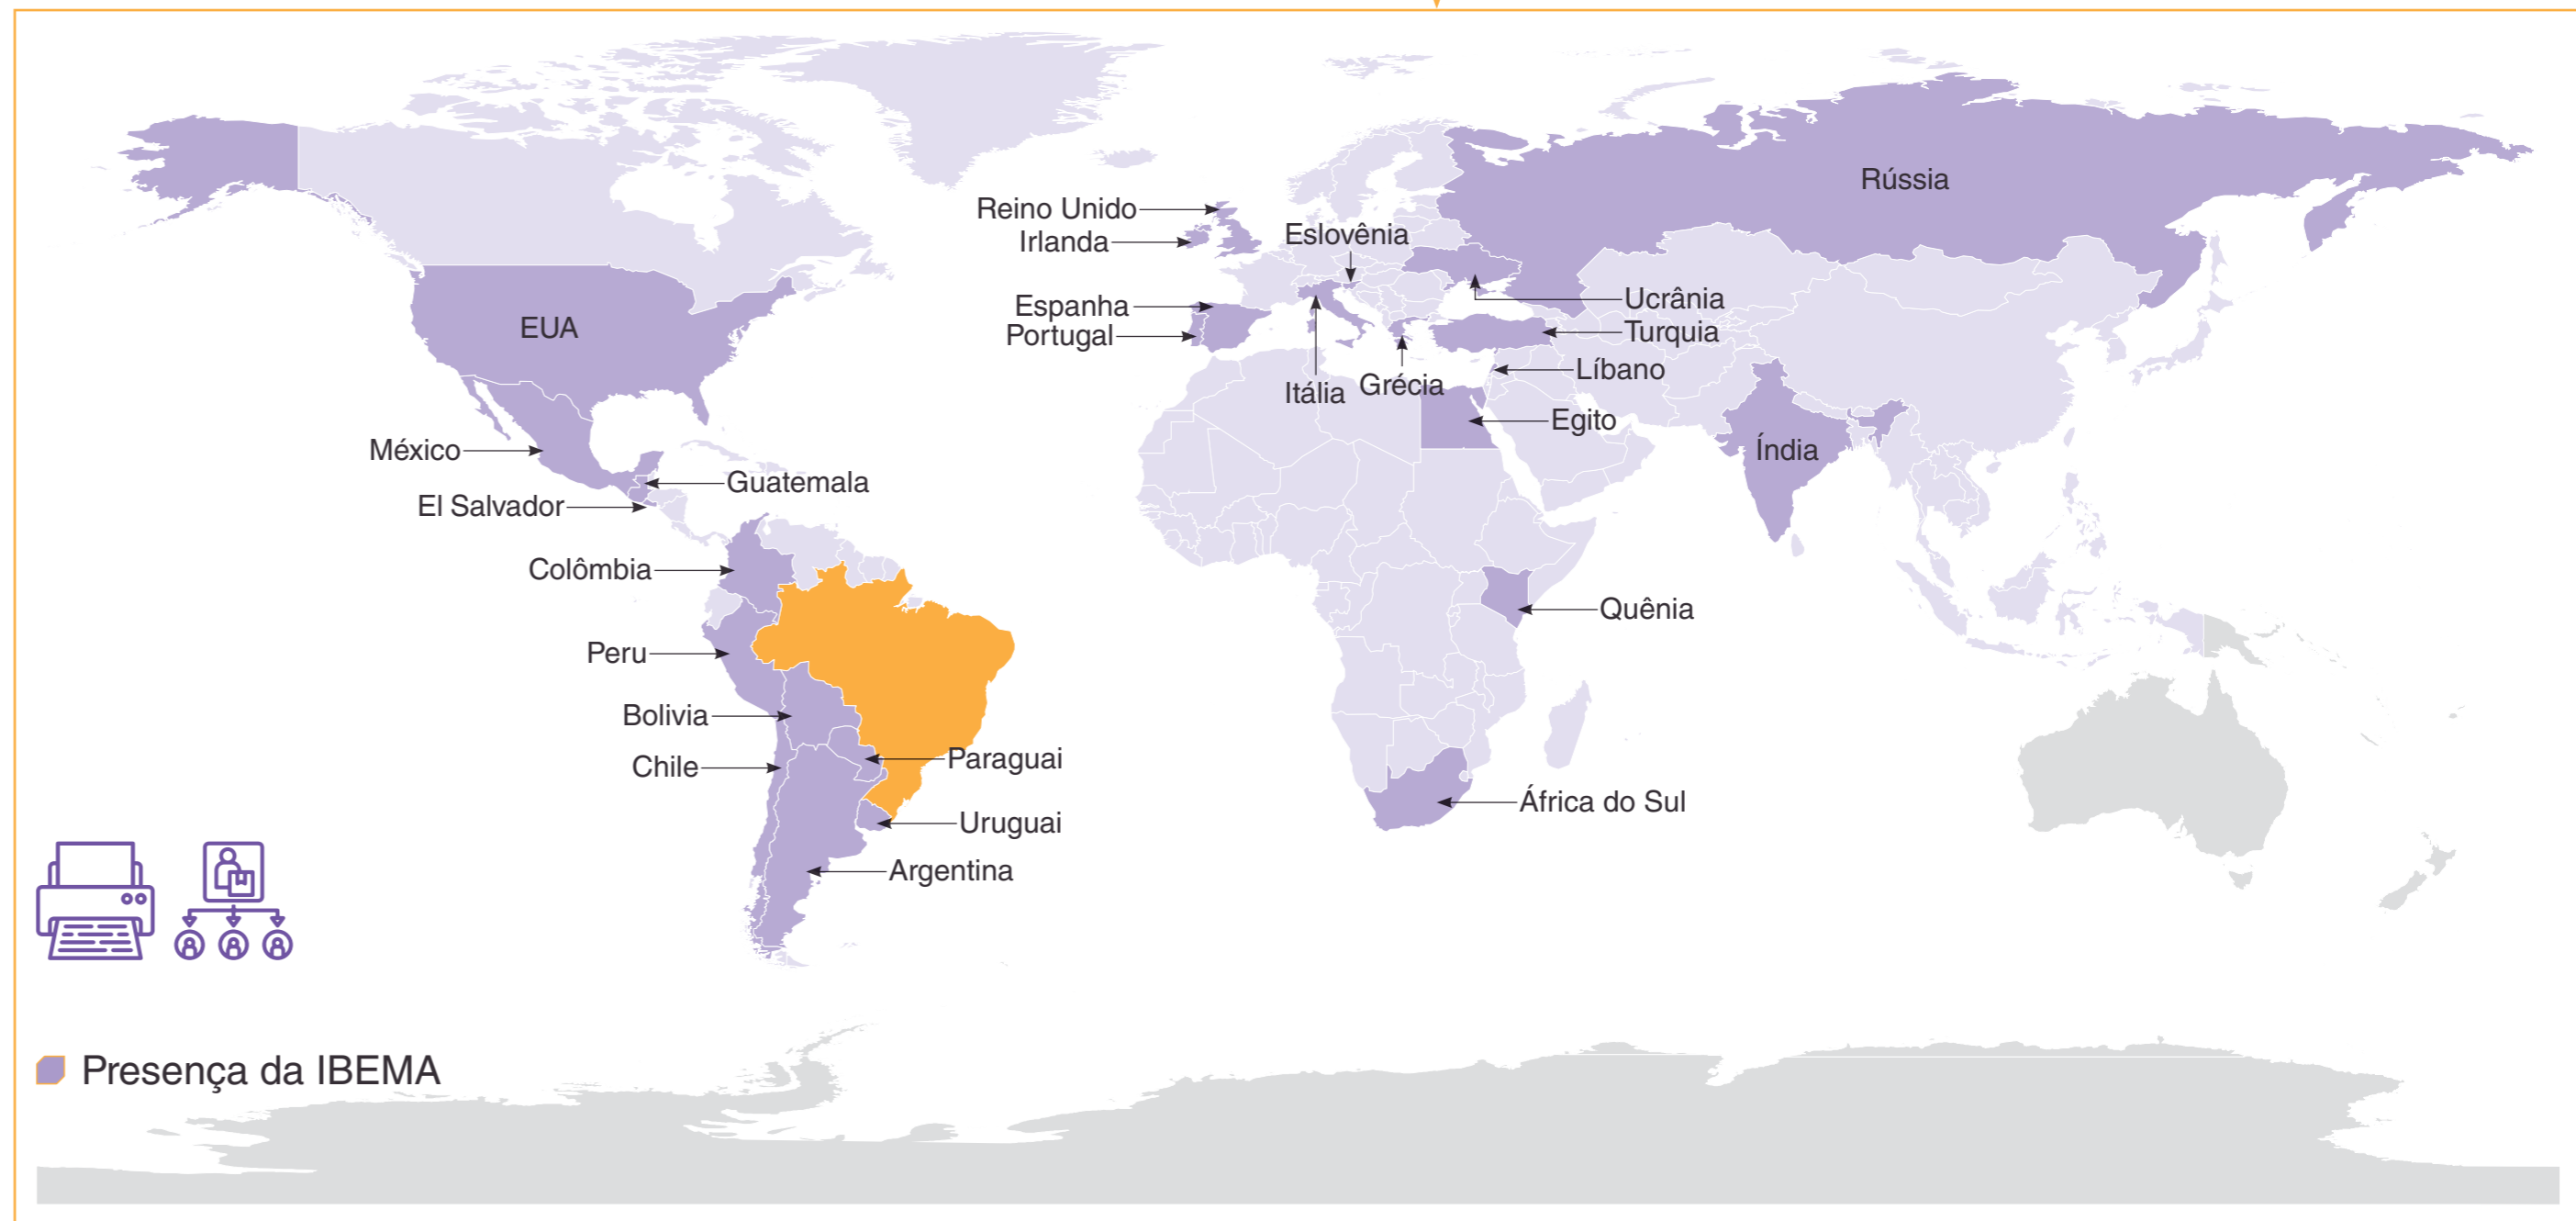 Rússia
Reino Unido
Irlanda
Eslovênia
Espanha
Portugal
Ucrânia
Turquia
EUA
Líbano
Itália
Grécia
Egito
México
Índia
Guatemala
El Salvador
Colômbia
Quênia
Peru
Bolivia
Paraguai
Chile
África do Sul
Uruguai
Argentina
Presença da IBEMA